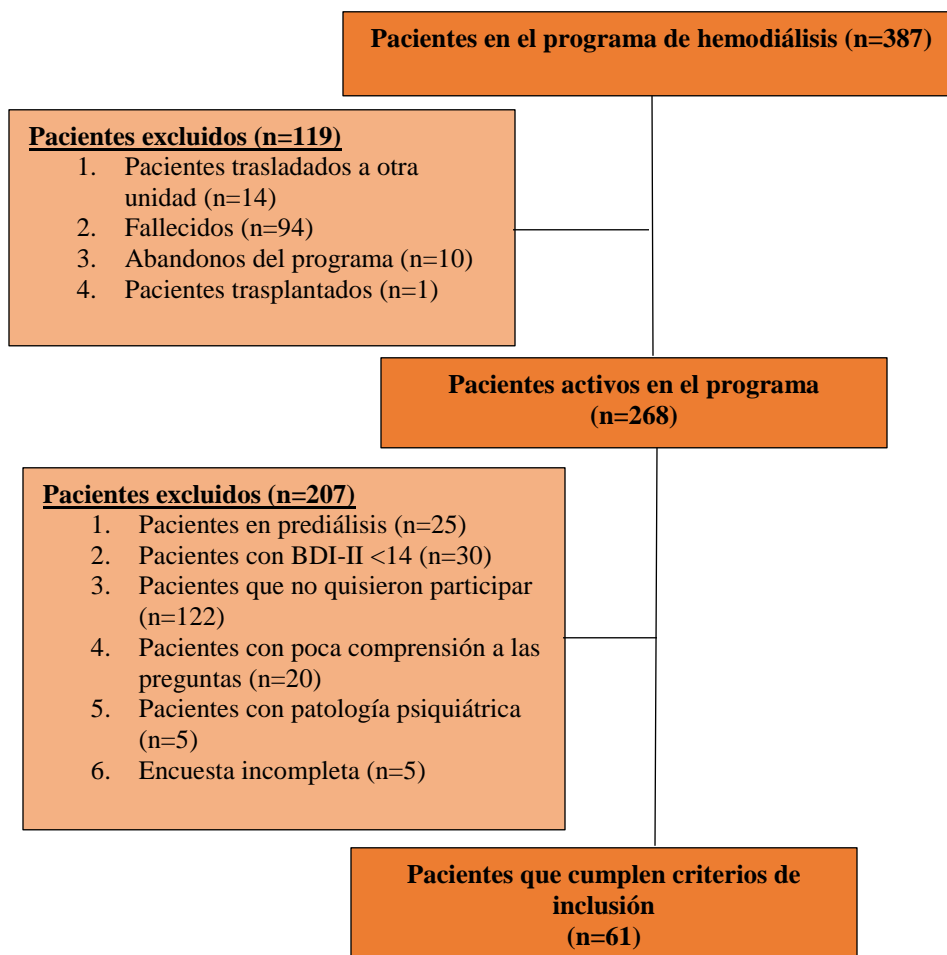 Pacientes en el programa de hemodiálisis (n=387)
Pacientes excluidos (n=119)
1. Pacientes trasladados a otra
unidad (n=14)
2. Fallecidos (n=94)
3. Abandonos del programa (n=10)
4. Pacientes trasplantados (n=1)
Pacientes activos en el programa
(n=268)
Pacientes excluidos (n=207)
1. Pacientes en prediálisis (n=25)
2. Pacientes con BDI-II <14 (n=30)
3. Pacientes que no quisieron participar
(n=122)
4. Pacientes con poca comprensión a las
preguntas (n=20)
5. Pacientes con patología psiquiátrica
(n=5)
6. Encuesta incompleta (n=5)
Pacientes que cumplen criterios de
inclusión
(n=61)